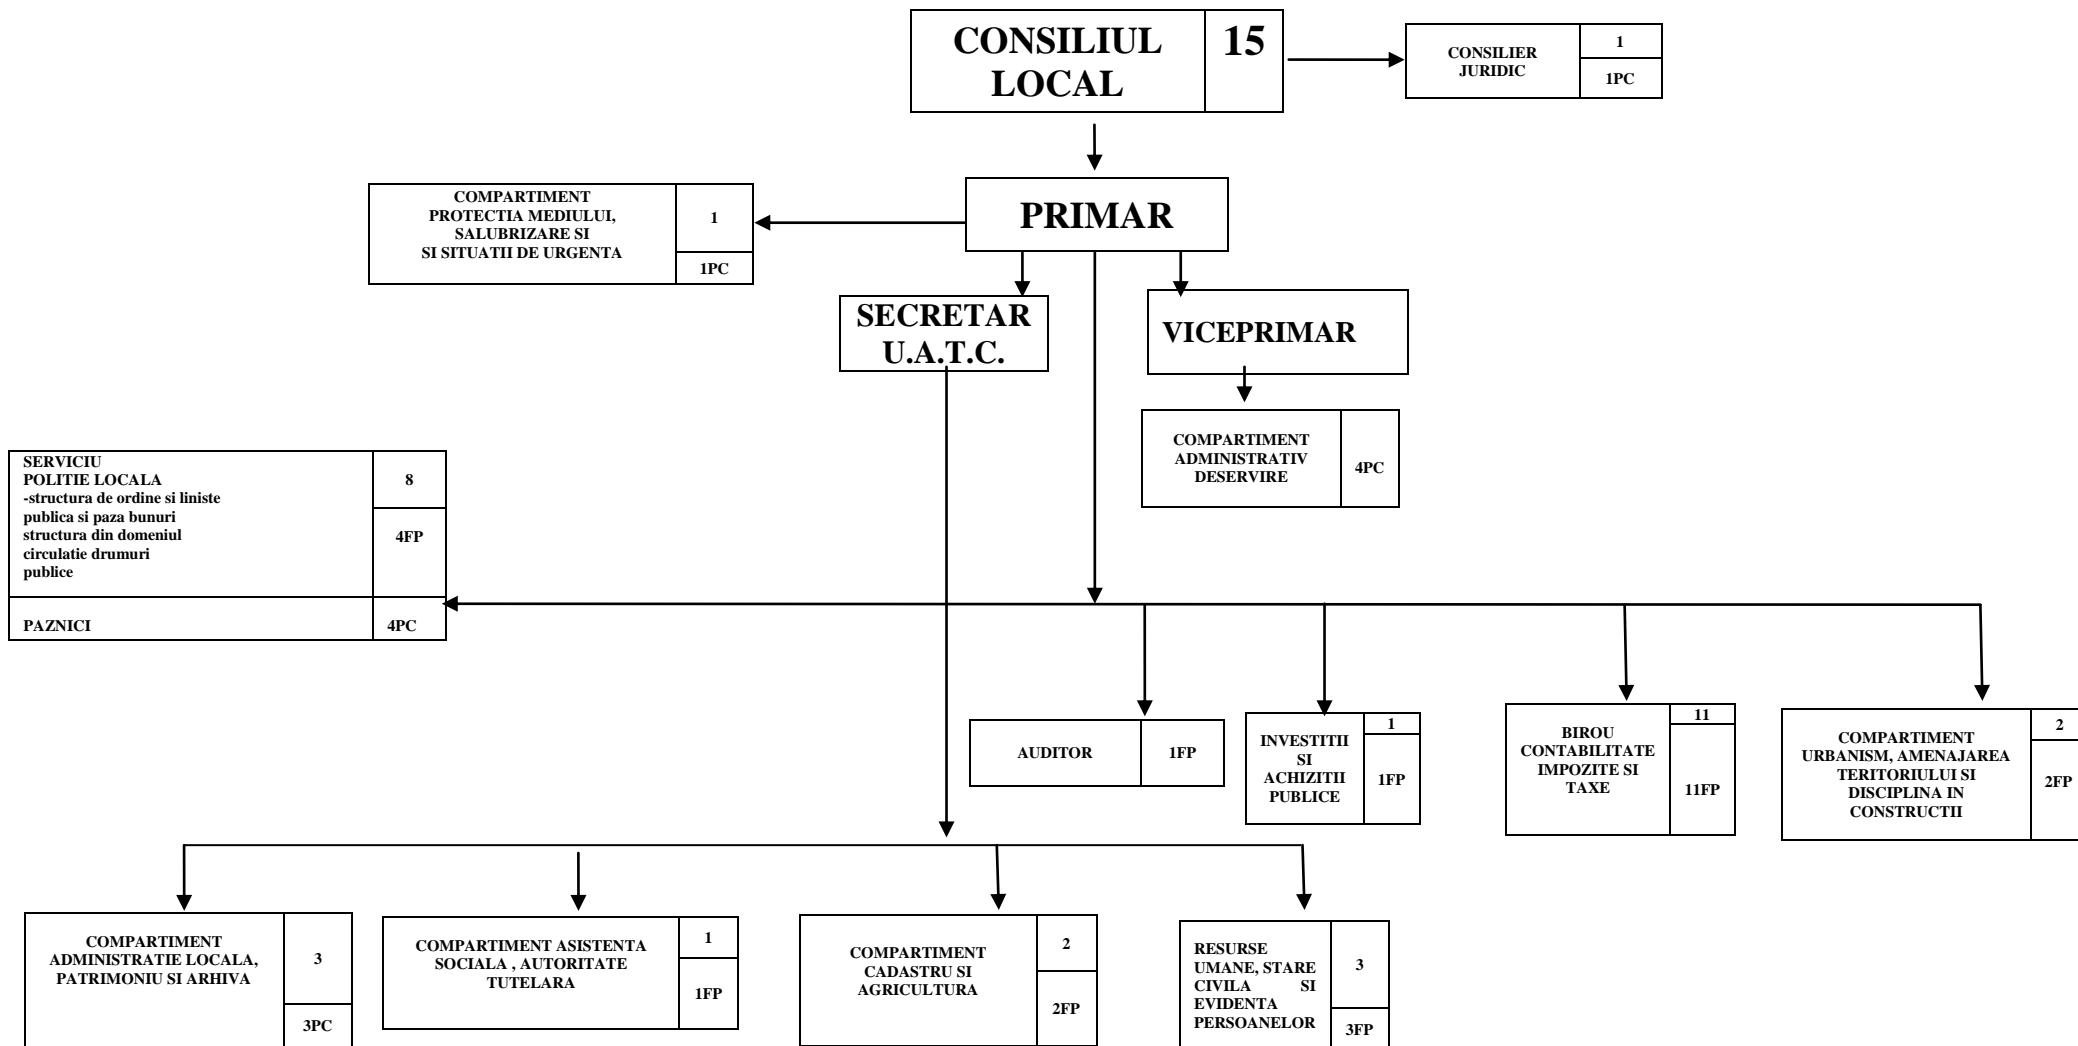 CONSILIUL
LOCAL
15
CONSILIER
JURIDIC
1
1PC
COMPARTIMENT
PROTECTIA MEDIULUI,
SALUBRIZARE SI
SI SITUATII DE URGENTA
1
1PC
PRIMAR
SECRETAR
U.A.T.C.
VICEPRIMAR
COMPARTIMENT
ADMINISTRATIV
DESERVIRE
4PC
SERVICIU
POLITIE LOCALA
-structura de ordine si liniste
publica si paza bunuri
structura din domeniul
circulatie drumuri
publice
8
4FP
PAZNICI
4PC
AUDITOR
1FP
INVESTITII
SI
ACHIZITII
PUBLICE
1
1FP
BIROU
CONTABILITATE
IMPOZITE SI
TAXE
11
11FP
COMPARTIMENT
URBANISM, AMENAJAREA
TERITORIULUI SI
DISCIPLINA IN
CONSTRUCTII
2
2FP
COMPARTIMENT
ADMINISTRATIE LOCALA,
PATRIMONIU SI ARHIVA
3
3PC
COMPARTIMENT ASISTENTA
SOCIALA , AUTORITATE
TUTELARA
1
1FP
COMPARTIMENT
CADASTRU SI
AGRICULTURA
2
2FP
RESURSE
UMANE, STARE
CIVILA SI
EVIDENTA
PERSOANELOR
3
3FP